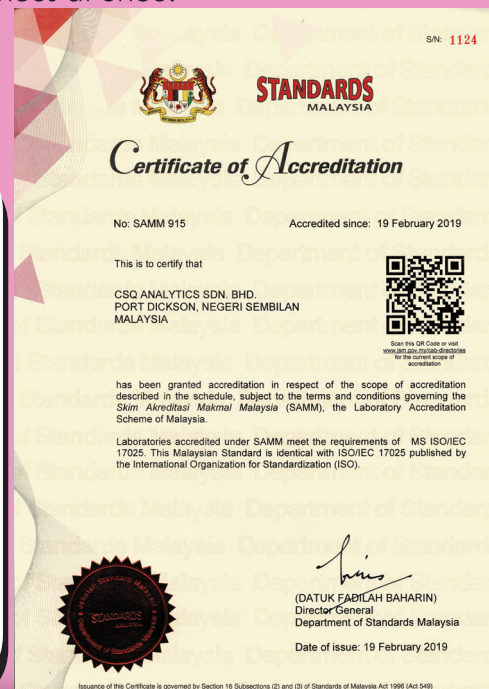 S/N: 1124
STANDARDS
MALAYSIA
Certificate of Accreditation
No: SAMM 915
Accredited since: 19 February 2019
This is to certify that
CSQ ANALYTICS SDN. BHD.
PORT DICKSON, NEGERI SEMBILAN
MALAYSIA
Scan this QR Code or visit
www.jsm.gov.my/cab-directories
for the current scope of
accreditation
has been granted accreditation in respect of the scope of accreditation
described in the schedule, subject to the terms and conditions governing the
Skim Akreditasi Makmal Malaysia (SAMM), the Laboratory Accreditation
Scheme of Malaysia.
Laboratories accredited under SAMM meet the requirements of MS ISO/IEC
17025. This Malaysian Standard is identical with ISO/IEC 17025 published by
the International Organization for Standardization (ISO).
STANDARDS
(DATUK FADILAH BAHARIN)
Director General
Department of Standards Malaysia
Date of issue: 19 February 2019
Issuance of this Certificate is governed by Section 16 Subsections (2) and (3) of Standards of Malaysia Act 1996 (Act 549)